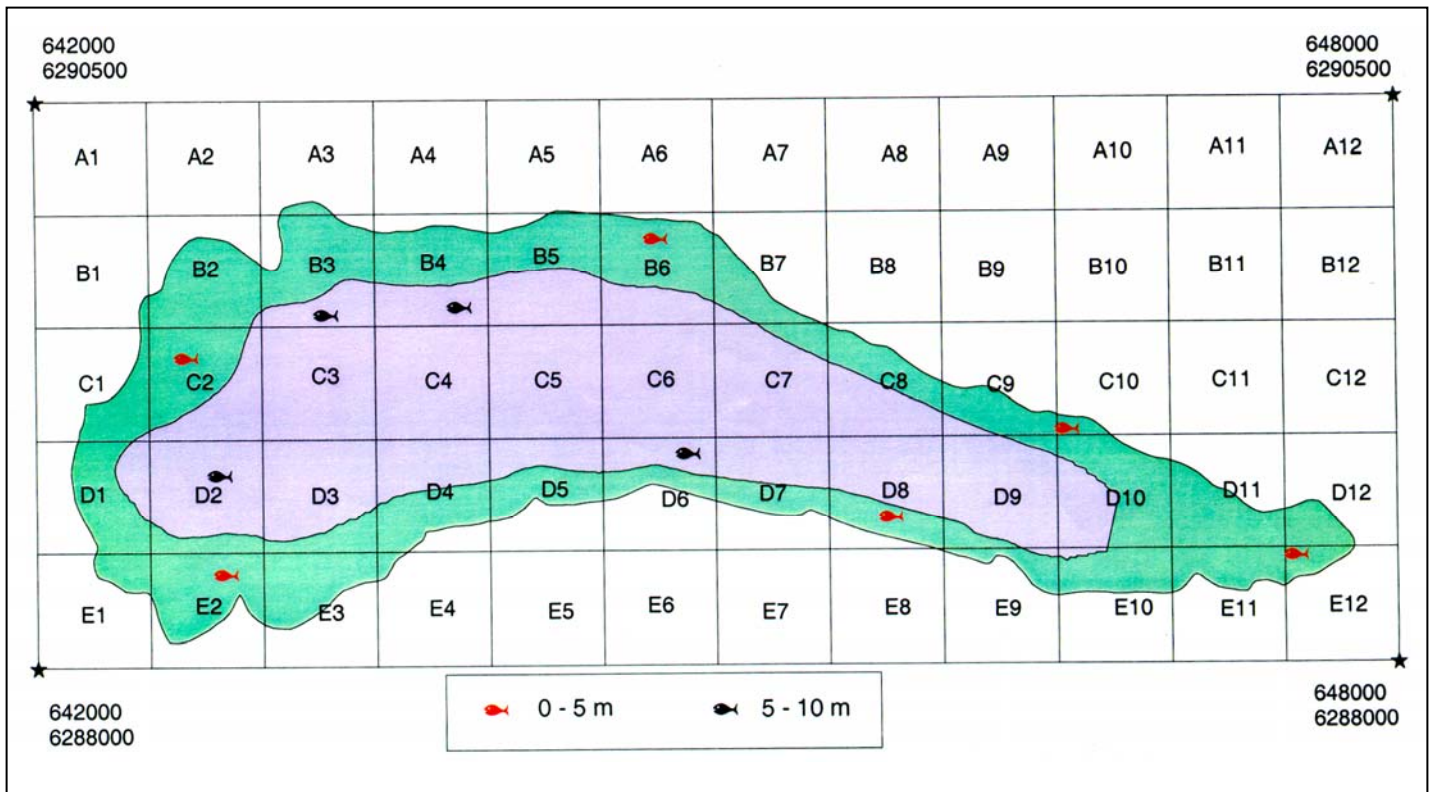 642000
6290500
648000
6290500
A1 A2 A3 A4 A5 A6 A7 A8 A9 A10 A11 A12
B1 B2 B3 B4 B5 B6 B7 B8 B9 B10 B11 B12
C1 C2 C3 C4 C5 C6 C7 C8 C9 C10 C11 C12
D1 D2 D3 D4 D5 D6 D7 D8 D9 D10 D11 D12
E1 E2 E3 E4 E5 E6 E7 E8 E9 E10 E11 E12
0 - 5 m 5 - 10 m
642000
6288000
648000
6288000